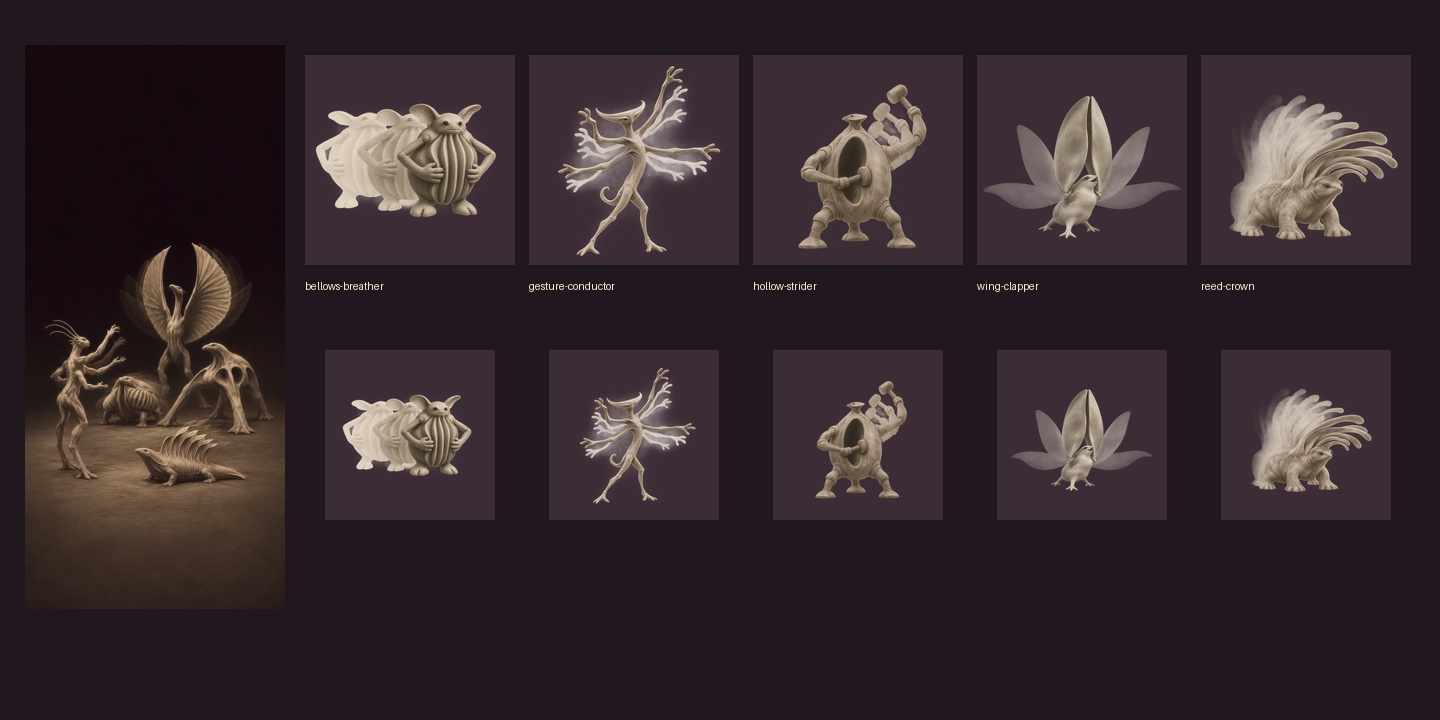 bellows-breather
gesture-conductor
hollow-strider
wing-clapper
reed-crown